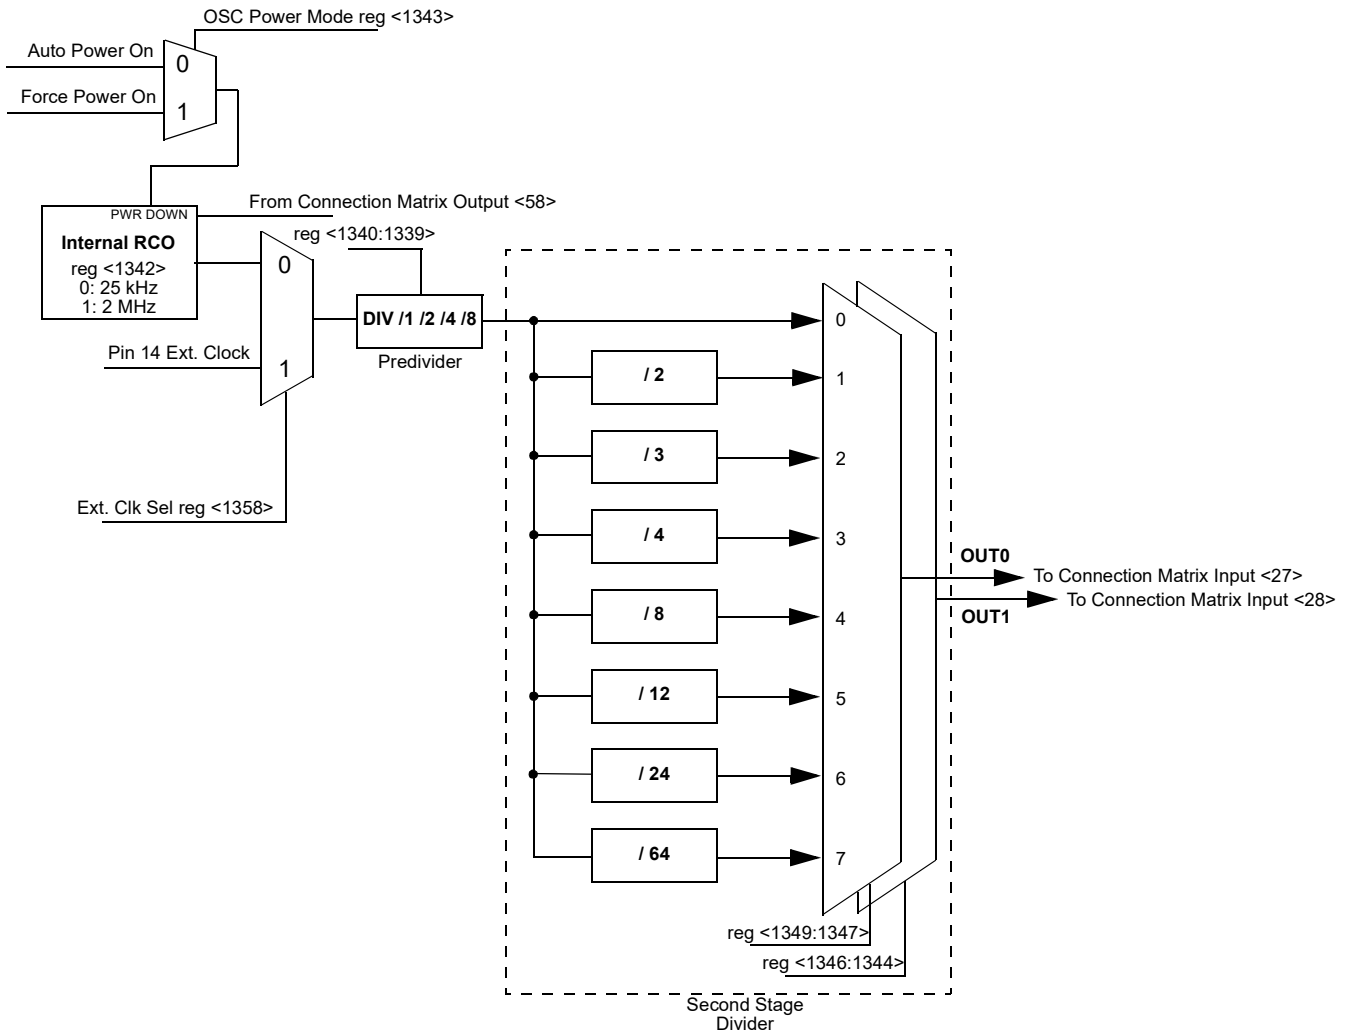 OSC Power Mode reg <1343>
Auto Power On
0
Force Power On
1
From Connection Matrix Output <58>
PWR DOWN
Internal RCO
reg <1342>
0: 25 kHz
1: 2 MHz
reg <1340:1339>
0
DIV /1 /2 /4 /8
Predivider
Pin 14 Ext. Clock
1
Ext. Clk Sel reg <1358>
0
/ 2
1
/ 3
2
/ 4
3
/ 8
4
/ 12
5
/ 24
6
/ 64
7
OUT0
To Connection Matrix Input <27>
To Connection Matrix Input <28>
OUT1
reg <1349:1347>
reg <1346:1344>
Second Stage
Divider